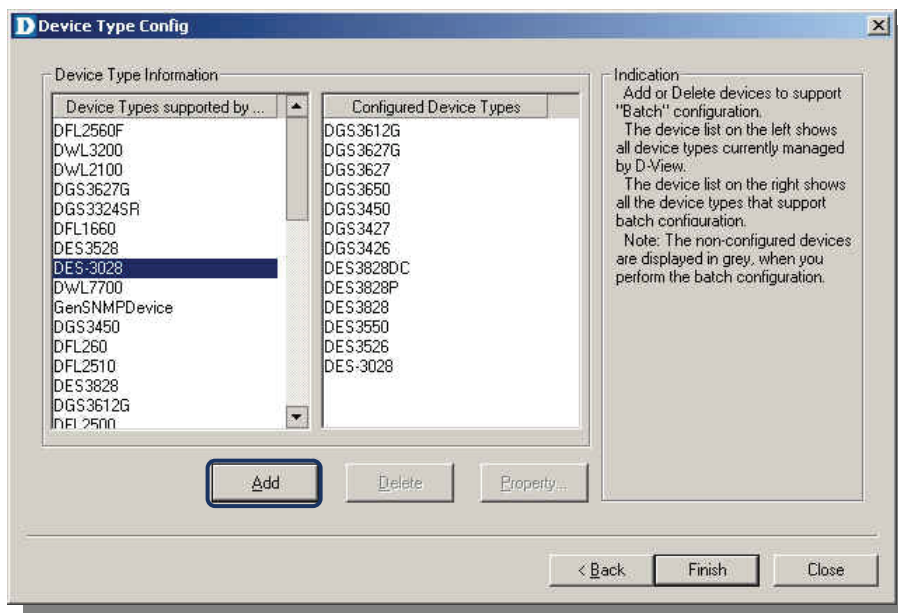 D Device Type Config
Device Type Information
Device Types supported by ...
DFL2560F
DWL3200
DWL2100
DGS3627G
DGS3324SR
DFL1660
DES3528
DES-3028
DWL7700
GenSNMPDevice
DGS3450
DFL260
DFL2510
DES3828
DGS3612G
DFL2500
Configured Device Types
DGS3612G
DGS3627G
DGS3627
DGS3650
DGS3450
DGS3427
DGS3426
DES3828DC
DES3828P
DES3828
DES3550
DES3526
DES-3028
Indication
Add or Delete devices to support
"Batch" configuration.
The device list on the left shows
all device types currently managed
by D-View.
The device list on the right shows
all the device types that support
batch configuration.
Note: The non-configured devices
are displayed in grey, when you
perform the batch configuration.
Add
Delete
Property...
< Back
Finish
Close